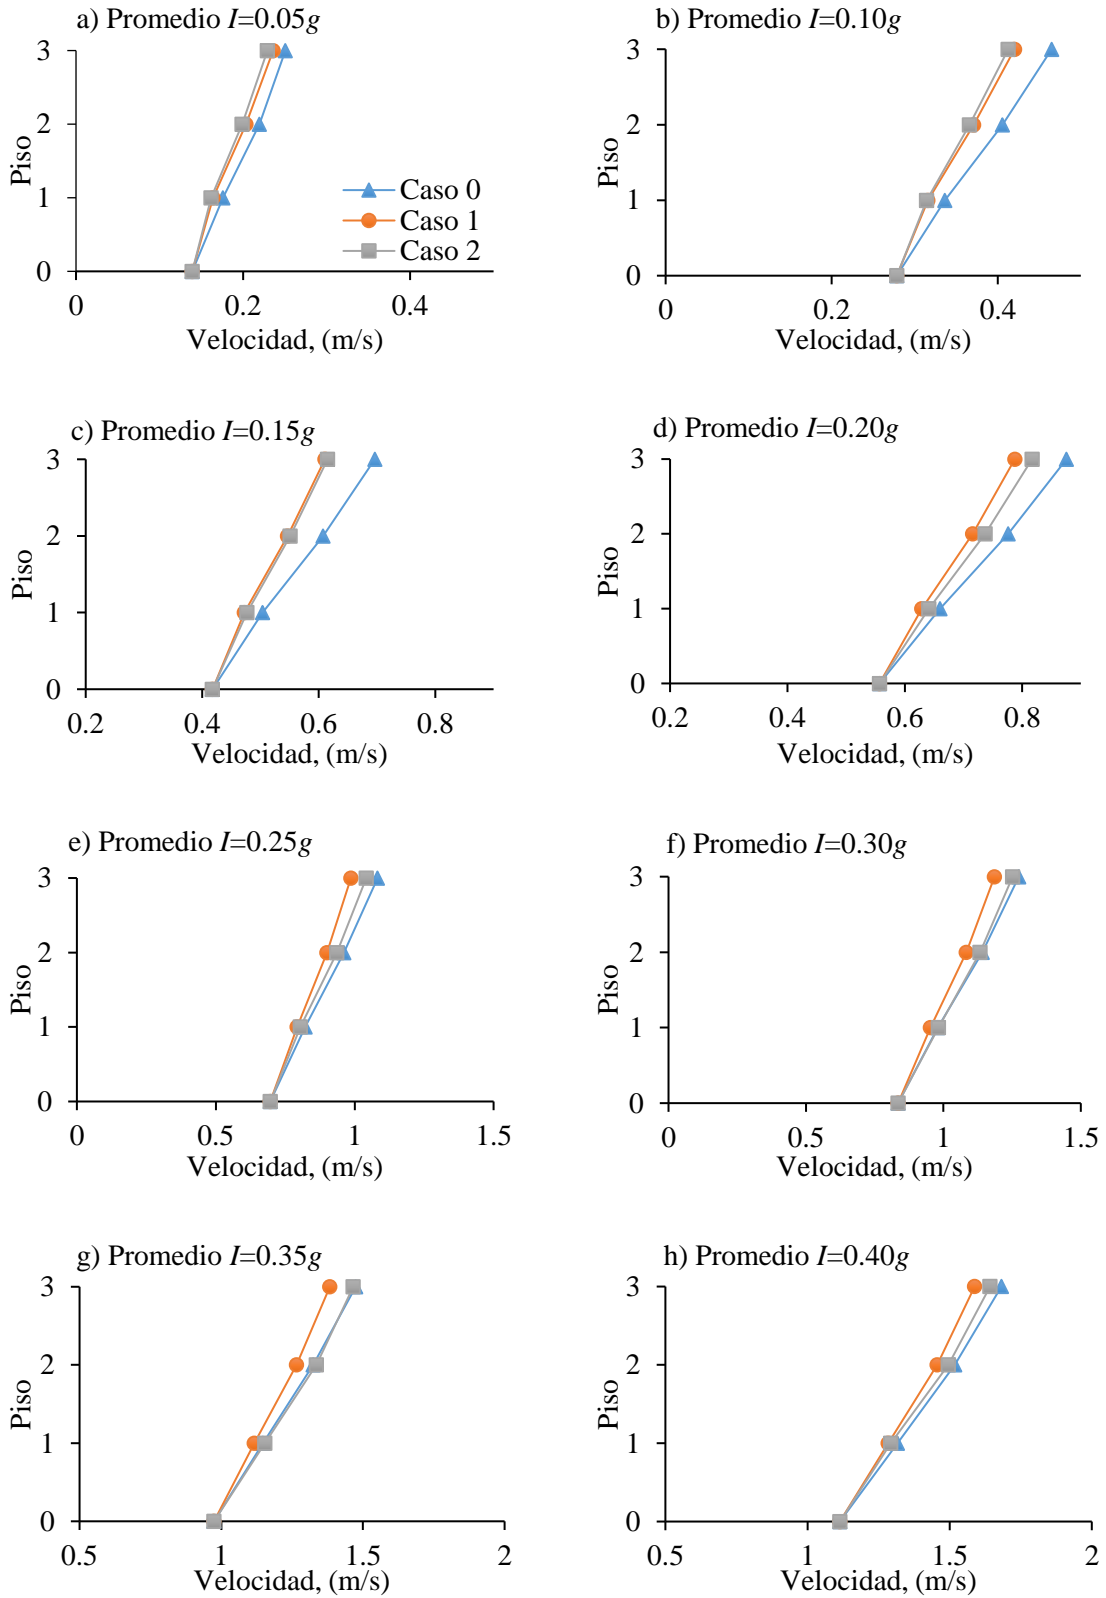 a) Promedio I=0.05g
3
2
1
0
Piso
Caso 0
Caso 1
Caso 2
0
0.2
0.4
Velocidad, (m/s)
b) Promedio I=0.10g
3
2
1
0
Piso
0
0.2
0.4
Velocidad, (m/s)
c) Promedio I=0.15g
3
2
1
0
Piso
0.2
0.4
0.6
0.8
Velocidad, (m/s)
d) Promedio I=0.20g
3
2
1
0
Piso
0.2
0.4
0.6
0.8
Velocidad, (m/s)
e) Promedio I=0.25g
3
2
1
0
Piso
0
0.5
1
1.5
Velocidad, (m/s)
f) Promedio I=0.30g
3
2
1
0
Piso
0
0.5
1
1.5
Velocidad, (m/s)
g) Promedio I=0.35g
3
2
1
0
Piso
0.5
1
1.5
2
Velocidad, (m/s)
h) Promedio I=0.40g
3
2
1
0
Piso
0.5
1
1.5
2
Velocidad, (m/s)